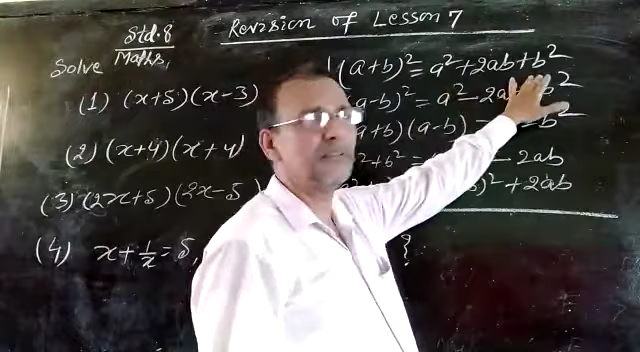 Std. 8
Maths,
Revision of Lesson 7
Solve
(1) (x+5)(x-3)
(2) (x+4)(x+4)
(3) (2x+5)(2x-5)
(4) x+1/x=5,
(a+b)²=a²+2ab+b²
a-b)²=a²-2a b²
+b)(a-b) b²
²+b²= - 2ab
)²+2ab
}